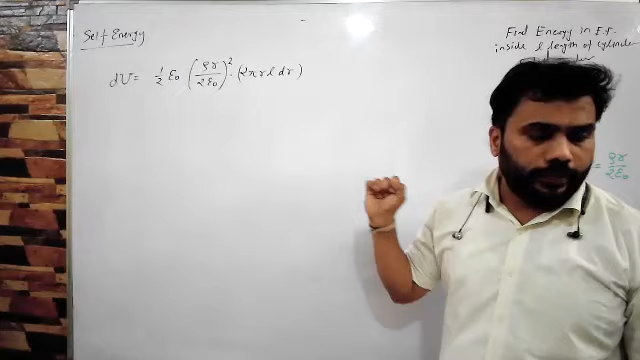 Self Energy
dU = 1/2 ε₀ (ρr/2ε₀)² · (2πrl dr)
Find Energy in E.F.
inside l length of cylinder
= ρr/2ε₀